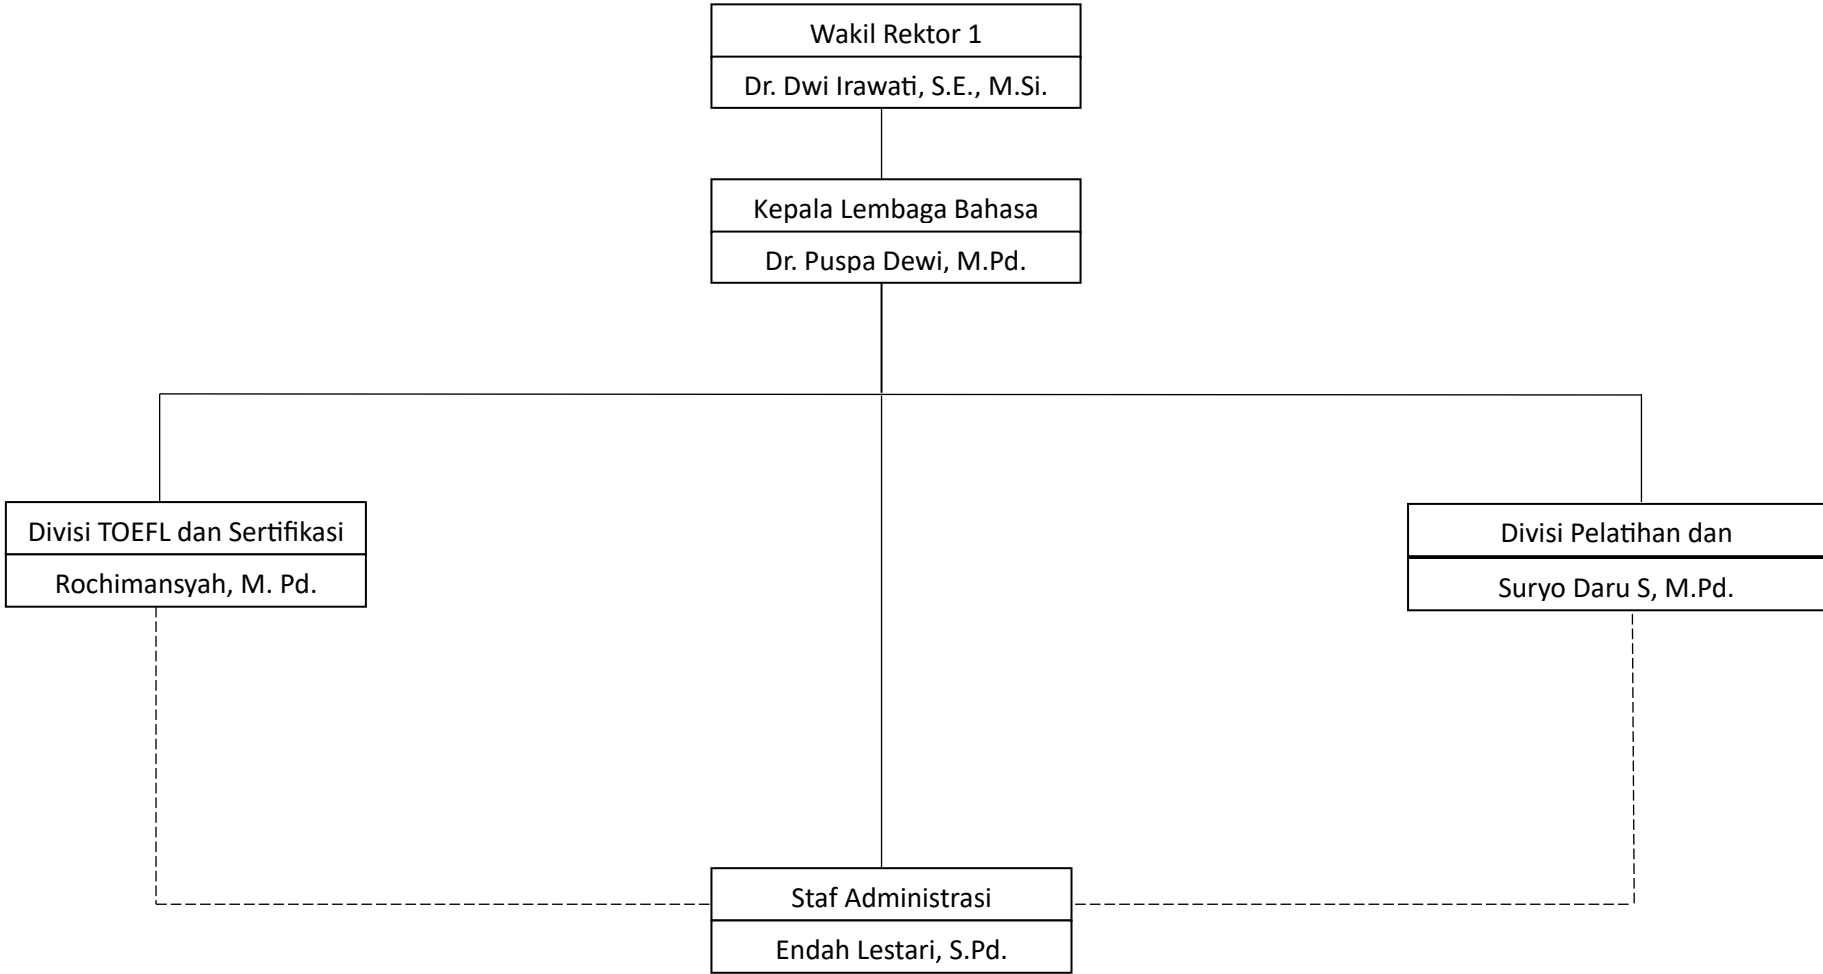 Wakil Rektor 1
Dr. Dwi Irawati, S.E., M.Si.
Kepala Lembaga Bahasa
Dr. Puspa Dewi, M.Pd.
Divisi TOEFL dan Sertifikasi
Rochimansyah, M. Pd.
Divisi Pelatihan dan
Suryo Daru S, M.Pd.
Staf Administrasi
Endah Lestari, S.Pd.